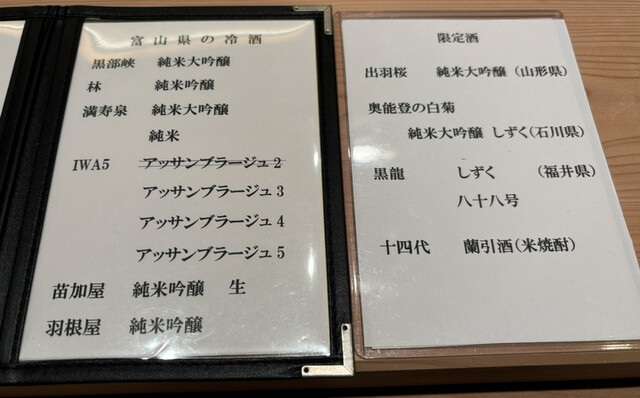 富山県の冷酒
黒部峡 純米大吟醸
林 純米吟醸
満寿泉 純米大吟醸
純米
IWA5 アッサンブラージュ2
アッサンブラージュ3
アッサンブラージュ4
アッサンブラージュ5
苗加屋 純米吟醸 生
羽根屋 純米吟醸
限定酒
出羽桜 純米大吟醸 (山形県)
奥能登の白菊
純米大吟醸 しずく(石川県)
黒龍 しずく (福井県)
八十八号
十四代 蘭引酒(米焼酎)